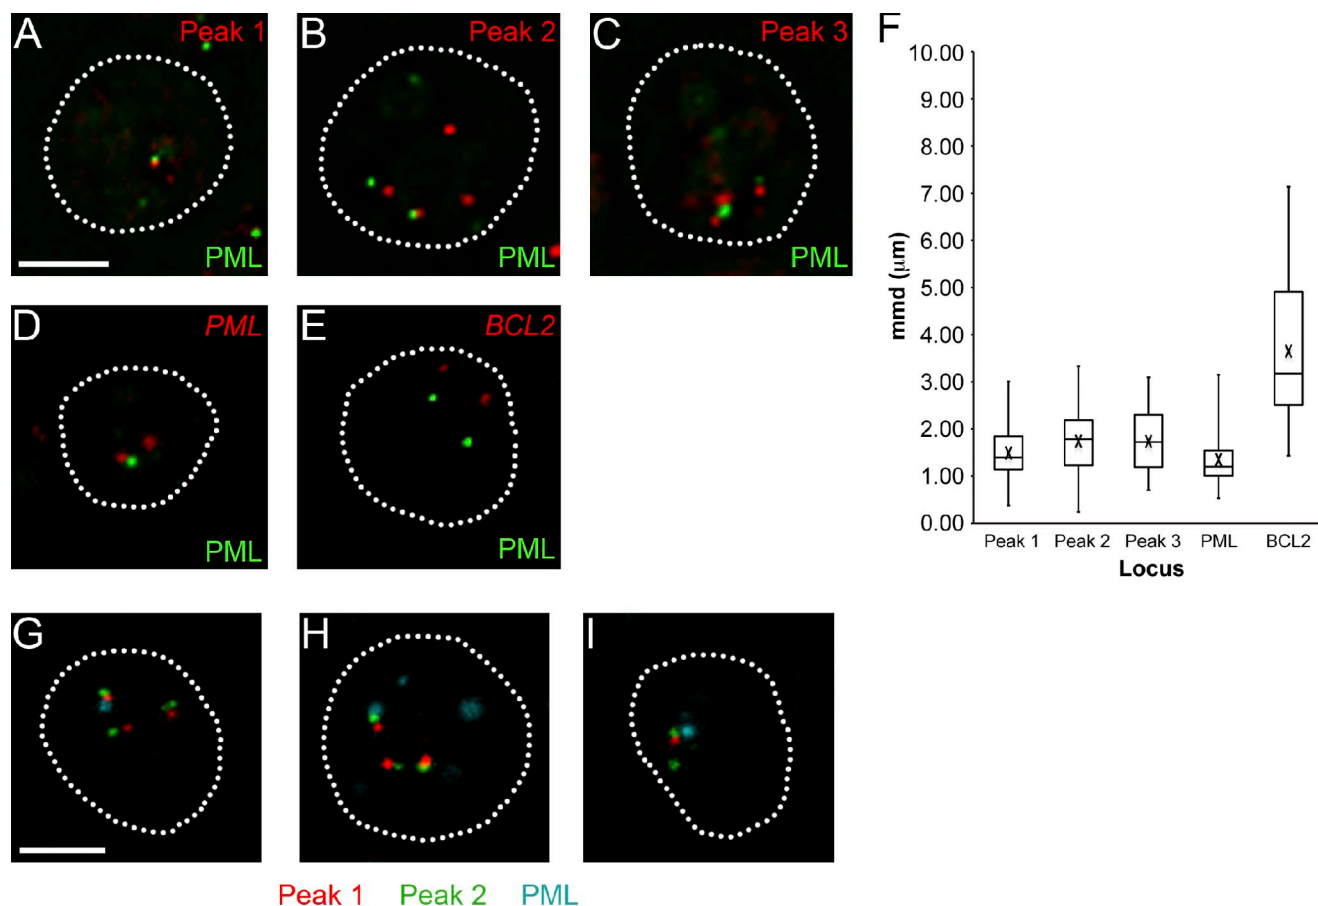 A
Peak 1
PML
B
Peak 2
C
Peak 3
PML
F
10.00
9.00
8.00
7.00
6.00
5.00
4.00
3.00
2.00
1.00
0.00
mmd (μm)
Peak 1 Peak 2 Peak 3 PML BCL2
Locus
D
PML
PML
E
BCL2
PML
G
H
I
Peak 1 Peak 2 PML